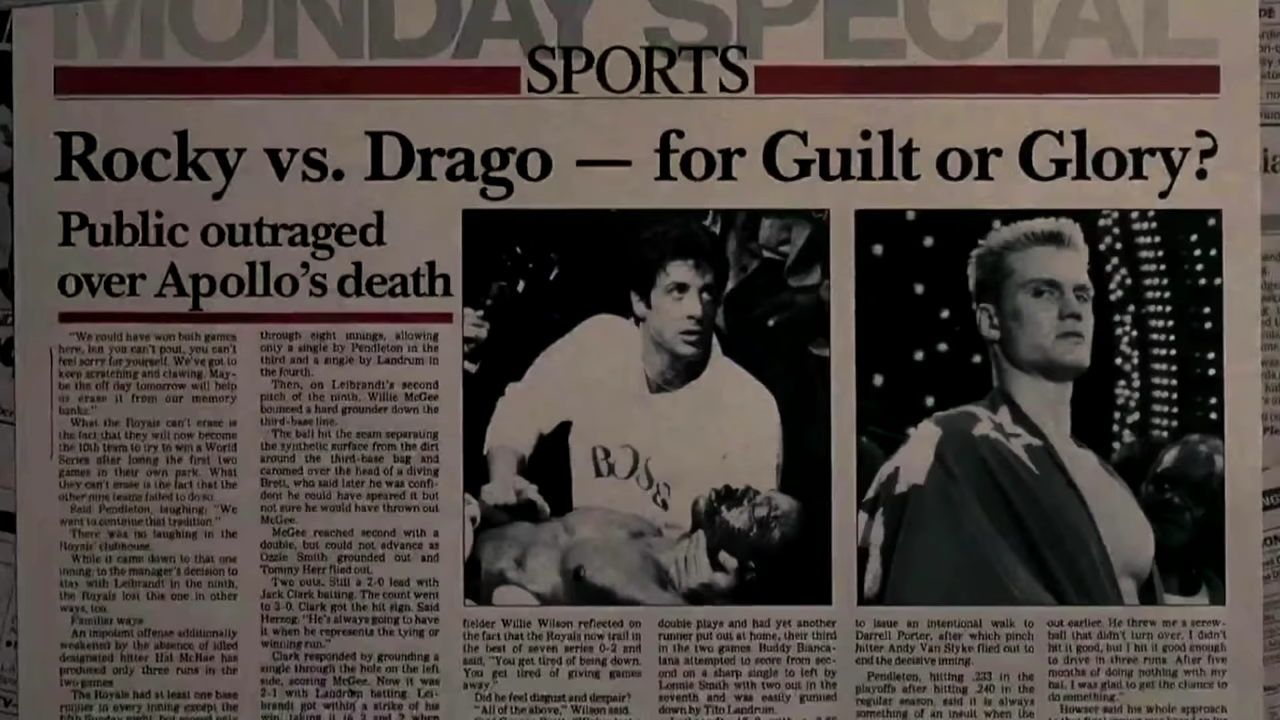 MONDAY SPECIAL
SPORTS
Rocky vs. Drago — for Guilt or Glory?
Public outraged
over Apollo's death
"We could have won both games
here, len you can't pout, you can't
feel sorry for yourself. We've got to
keep scratching and clawing. May-
be the off day tomorrow will help
us erase it from our memory
banks."
What the Royals can't erase is
the fact that they will now become
the 10th team to try to win a World
Series after losing the first two
games in their own park. What
they can't erase is the fact that the
other nine teams failed to do so.
Said Pendleton, laughing: "We
want to continue that tradition."
There was no laughing in the
Royals' clubhouse.
While it came down to that one
inning, to the manager's decision to
stay with Leibrandt in the ninth,
the Royals lost this one in other
ways, too.
Familiar ways
An impotent offense additionally
weakened by the absence of idled
designated hitter Hal McRae has
produced only three runs in the
two games
The Royals had at least one base
runner in every inning except the
through eight innings, allowing
only a single by Pendleton in the
third and a single by Landrum in
the fourth.
Then, on Leibrandt's second
pitch of the ninth, Willie McGee
bounced a hard grounder down the
third-base line.
The ball hit the seam separating
the synthetic surface from the dirt
around the third-base bag and
caromed over the head of a diving
Brett, who said later he was confi-
dent he could have speared it but
not sure he would have thrown out
McGee.
McGee reached second with a
double, but could not advance as
Ozzie Smith grounded out and
Tommy Herr flied out.
Two outs. Still a 2-0 lead with
Jack Clark batting. The count went
to 3-0. Clark got the hit sign. Said
Herzog: "He's always going to have
it when he represents the tying or
winning run."
Clark responded by grounding a
single through the hole on the left
side, scoring McGee. Now it was
2-1 with Landrum batting. Lei-
brandt got within a strike of his
fielder Willie Wilson reflected on
the fact that the Royals now trail in
the best of seven series 0-2 and
said, "You get tired of being down.
You get tired of giving games
away."
Did he feel disgust and despair?
"All of the above," Wilson said.
double plays and had yet another
runner put out at home, their third
in the two games. Buddy Bianca-
lana attempted to score from sec-
ond on a sharp single to left by
Lonnie Smith with two out in the
seventh and was easily gunned
down by Tito Landrum.
to issue an intentional walk to
Darrell Porter, after which pinch
hitter Andy Van Slyke flied out to
end the decisive inning.
Pendleton, hitting .233 in the
playoffs after hitting .240 in the
regular season, said it is always
something of an insult when the
out earlier. He threw me a screw-
ball that didn't turn over. I didn't
hit it good, but I hit it good enough
to drive in three runs. After five
months of doing nothing with my
bat, I was glad to get the chance to
do something."
Howser said his whole approach